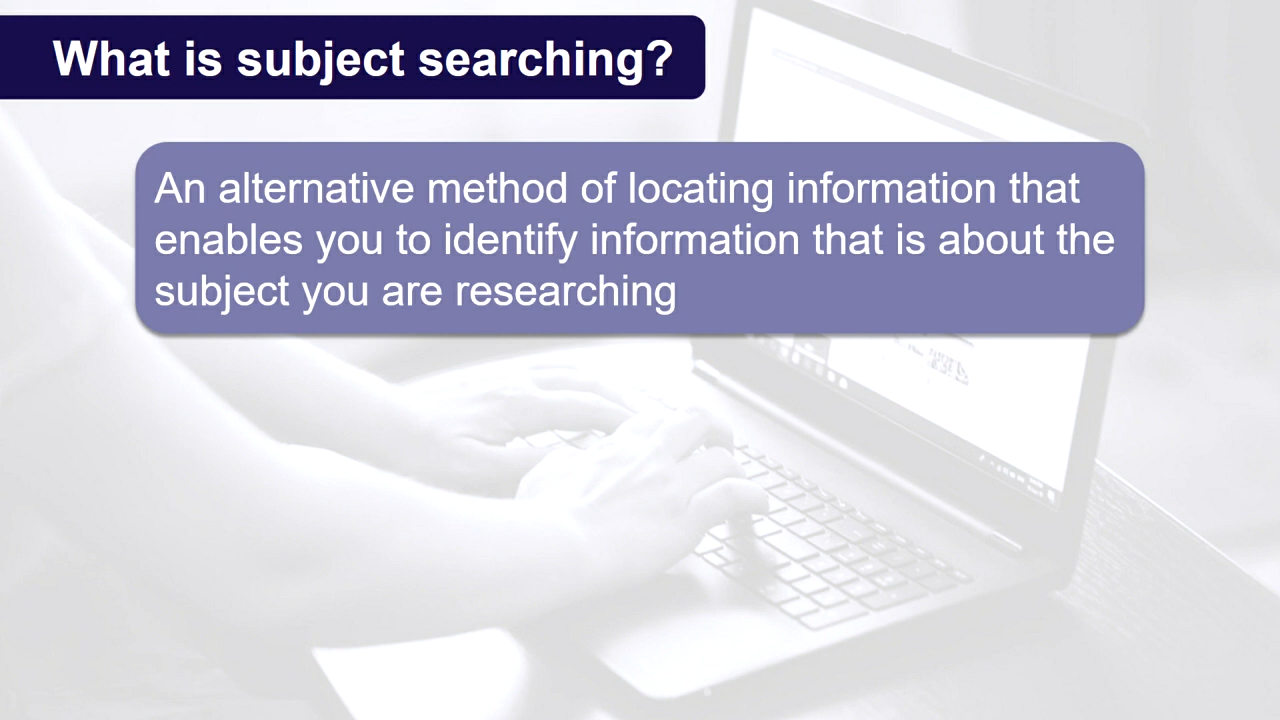 What is subject searching?
An alternative method of locating information that
enables you to identify information that is about the
subject you are researching